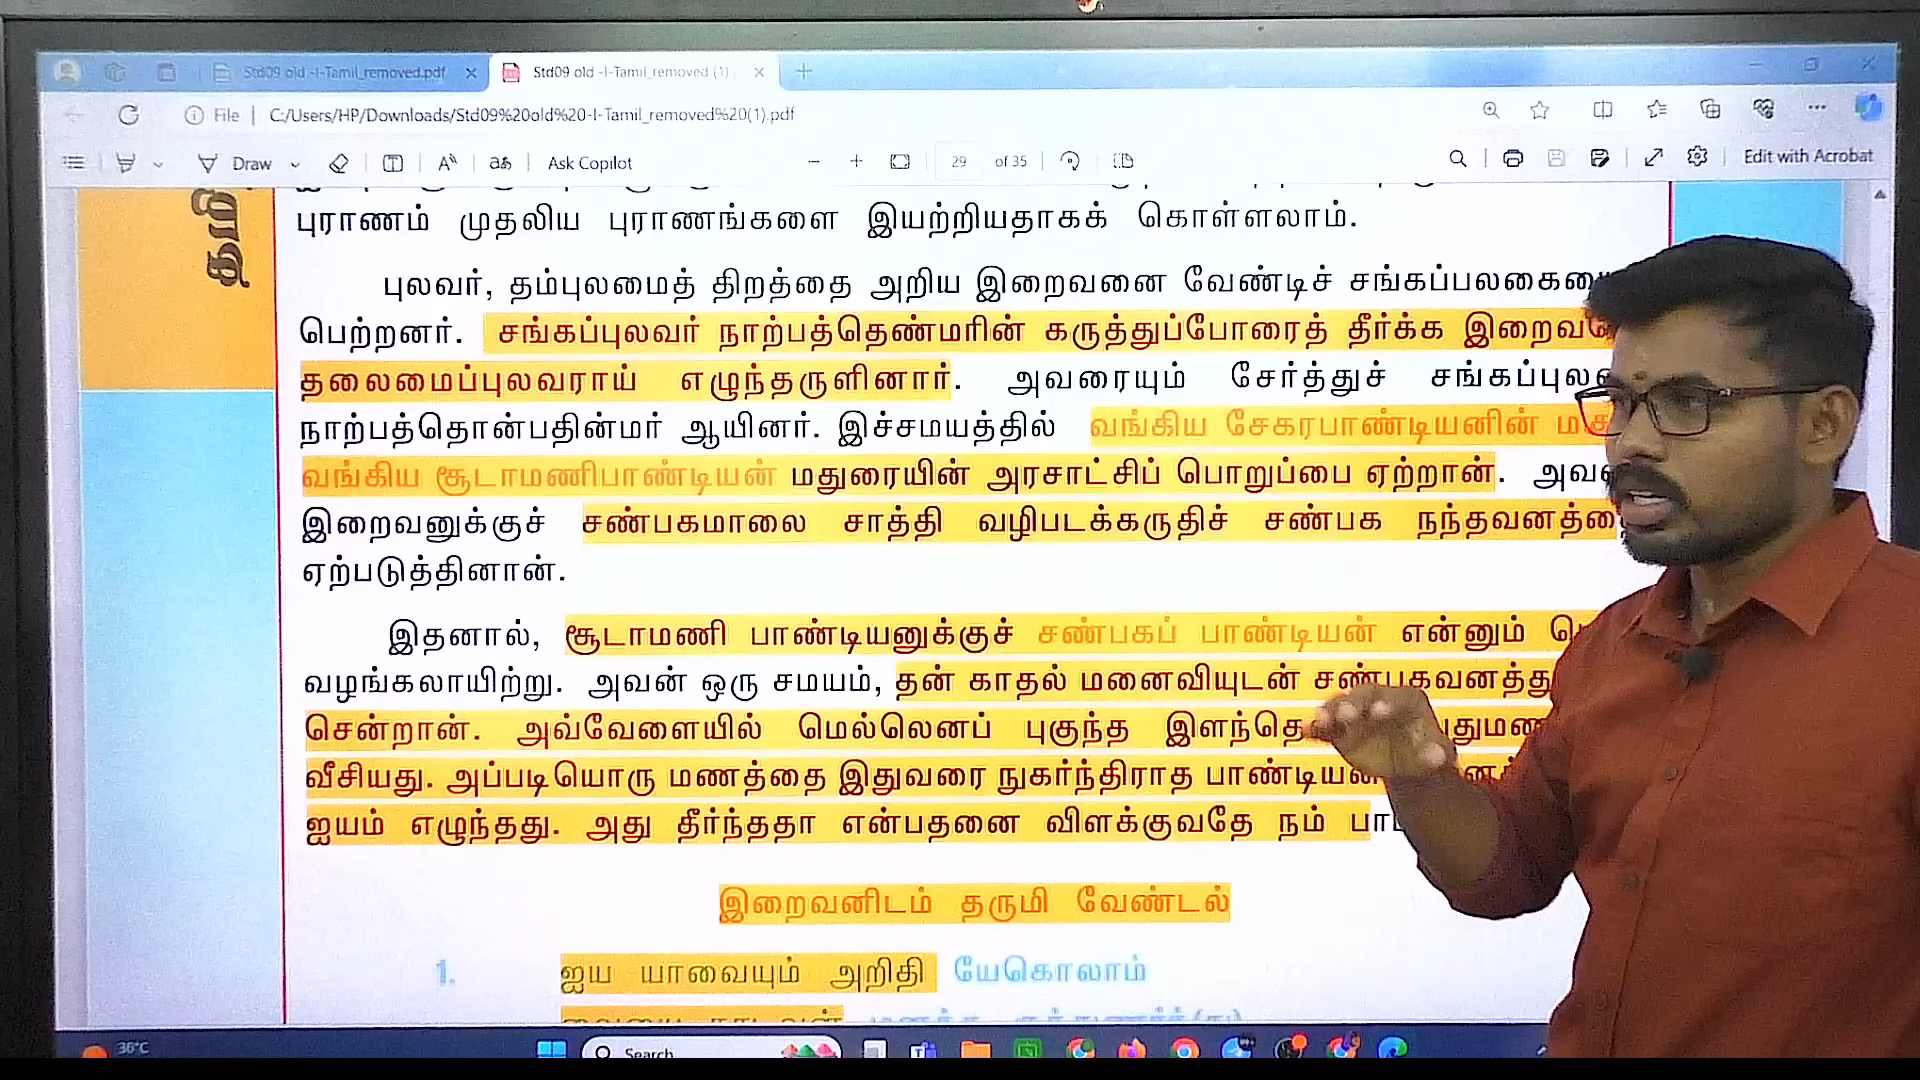 Std09 old -I-Tamil_removed.pdf
Std09 old -I-Tamil_removed (1)
File
C:/Users/HP/Downloads/Std09%20old%20-I-Tamil_removed%20(1).pdf
Draw
Ask Copilot
29 of 35
Edit with Acrobat
புராணம் முதலிய புராணங்களை இயற்றியதாகக் கொள்ளலாம்.
புலவர், தம்புலமைத் திறத்தை அறிய இறைவனை வேண்டிச்
பெற்றனர். சங்கப்புலவர் நாற்பத்தெண்மரின் கருத்துப்போரைத் தீர்க்க
தலைமைப்புலவராய் எழுந்தருளினார். அவரையும் சேர்த்துச்
நாற்பத்தொன்பதின்மர் ஆயினர். இச்சமயத்தில் வங்கிய சேகரபாண்டியனின்
வங்கிய சூடாமணிபாண்டியன் மதுரையின் அரசாட்சிப் பொறுப்பை ஏற்றான்.
இறைவனுக்குச் சண்பகமாலை சாத்தி வழிபடக்கருதிச் சண்பக
ஏற்படுத்தினான்.
இதனால், சூடாமணி பாண்டியனுக்குச் சண்பகப் பாண்டியன் என்னும்
வழங்கலாயிற்று. அவன் ஒரு சமயம், தன் காதல் மனைவியுடன்
சென்றான். அவ்வேளையில் மெல்லெனப் புகுந்த
வீசியது. அப்படியொரு மணத்தை இதுவரை நுகர்ந்திராத
ஐயம் எழுந்தது. அது தீர்ந்ததா என்பதனை விளக்குவதே நம்
இறைவனிடம் தருமி வேண்டல்
1. ஐய யாவையும் அறிதி யேகொலாம்
36°C
Search